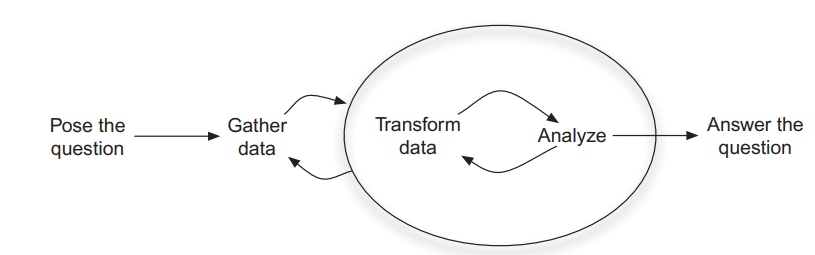 Pose the
question
Gather
data
Transform
data
Analyze
Answer the
question